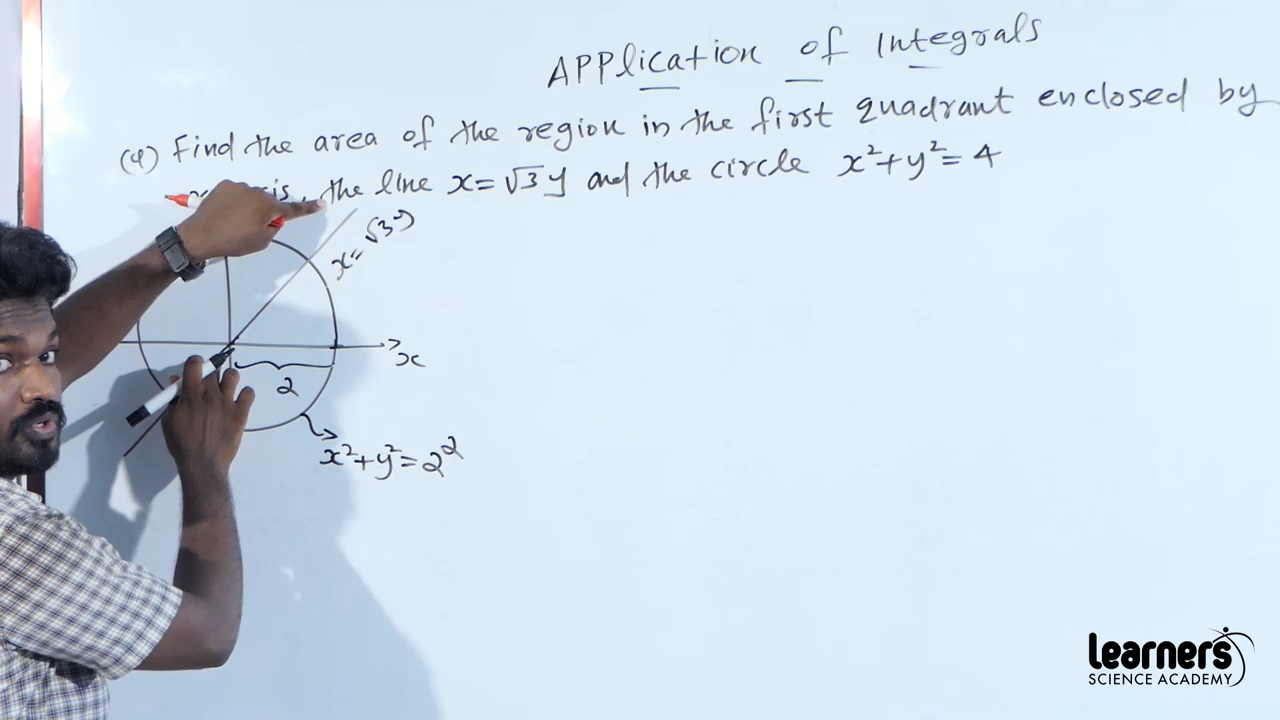 APPlication of Integrals
(4) Find the area of the region in the first quadrant enclosed by
the line x = √3 y and the circle x² + y² = 4
x = √3 y
x
2
x² + y² = 2²
Learners
SCIENCE ACADEMY